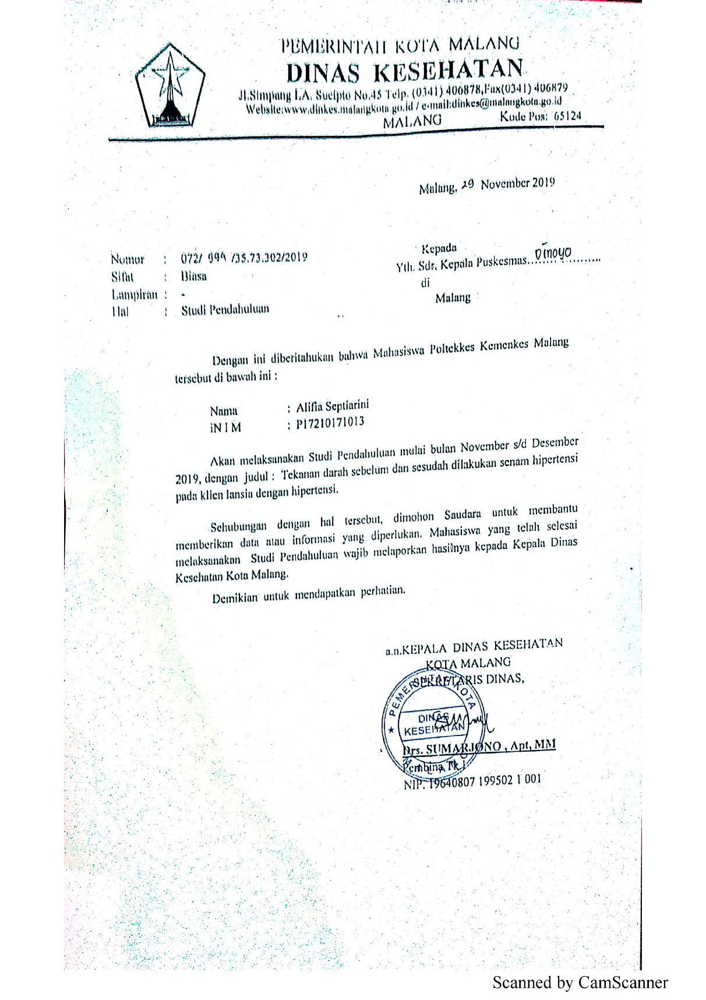 PEMERINTAH KOTA MALANG
DINAS KESEHATAN
Jl.Simpang L.A. Sucipto No.45 Telp. (0341) 406878,Fax(0341) 406879
Website:www.dinkes.malangkota.go.id / e-mail:dinkes@malangkota.go.id
MALANG Kode Pos: 65124
Malang, 29 November 2019
Kepada
Yth. Sdr. Kepala Puskesmas..Dinoyo..........
di
Malang
Nomor : 072/ /35.73.302/2019
Sifat : Biasa
Lampiran : -
Hal : Studi Pendahuluan
Dengan ini diberitahukan bahwa Mahasiswa Poltekkes Kemenkes Malang
tersebut di bawah ini :
Nama : Alifia Septiarini
N I M : P17210171013
Akan melaksanakan Studi Pendahuluan mulai bulan November s/d Desember
2019, dengan judul : Tekanan darah sebelum dan sesudah dilakukan senam hipertensi
pada klien lansia dengan hipertensi.
Sehubungan dengan hal tersebut, dimohon Saudara untuk membantu
memberikan data atau informasi yang diperlukan. Mahasiswa yang telah selesai
melaksanakan Studi Pendahuluan wajib melaporkan hasilnya kepada Kepala Dinas
Kesehatan Kota Malang.
Demikian untuk mendapatkan perhatian.
a.n.KEPALA DINAS KESEHATAN
KOTA MALANG
SEKRETARIS DINAS,
PEMERINTAH KOTA
DINAS
KESEHATAN
MALANG
Drs. SUMARJONO , Apt, MM
Pembina Tk I
NIP. 19640807 199502 1 001
Scanned by CamScanner